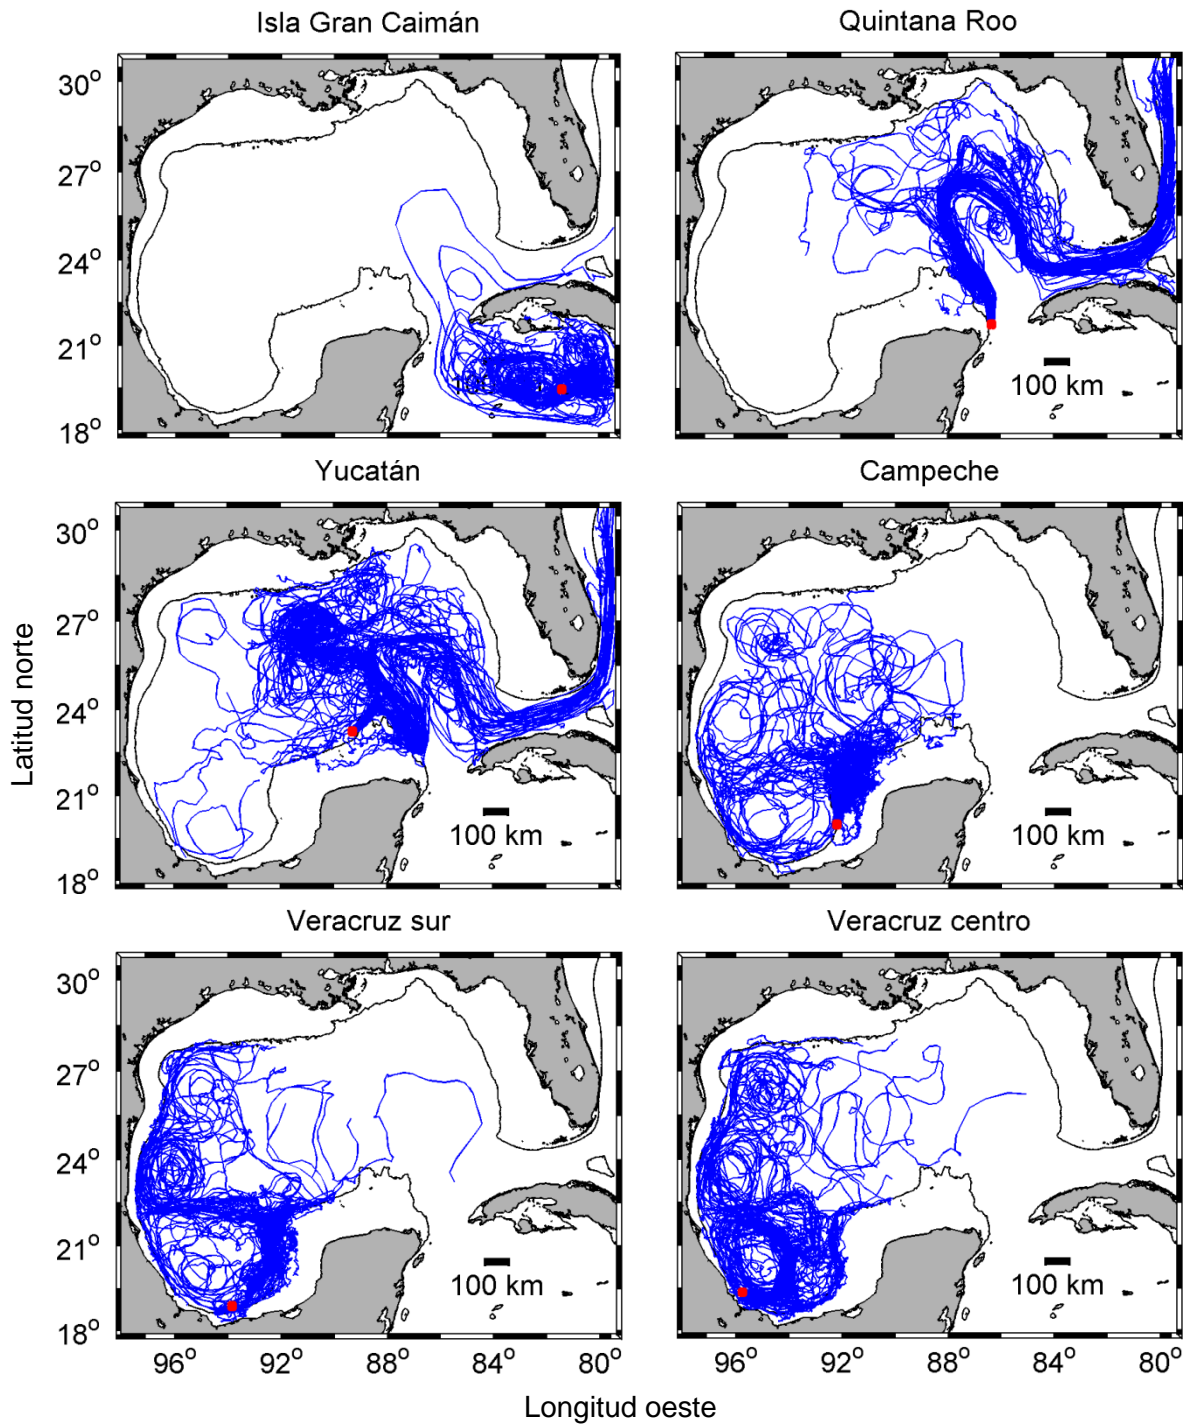 Isla Gran Caimán
Quintana Roo
30°
27°
24°
21°
18°
100 km
Yucatán
Campeche
30°
27°
24°
21°
18°
100 km
100 km
Veracruz sur
Veracruz centro
30°
27°
24°
21°
18°
100 km
100 km
96°
92°
88°
84°
80°
96°
92°
88°
84°
80°
Latitud norte
Longitud oeste